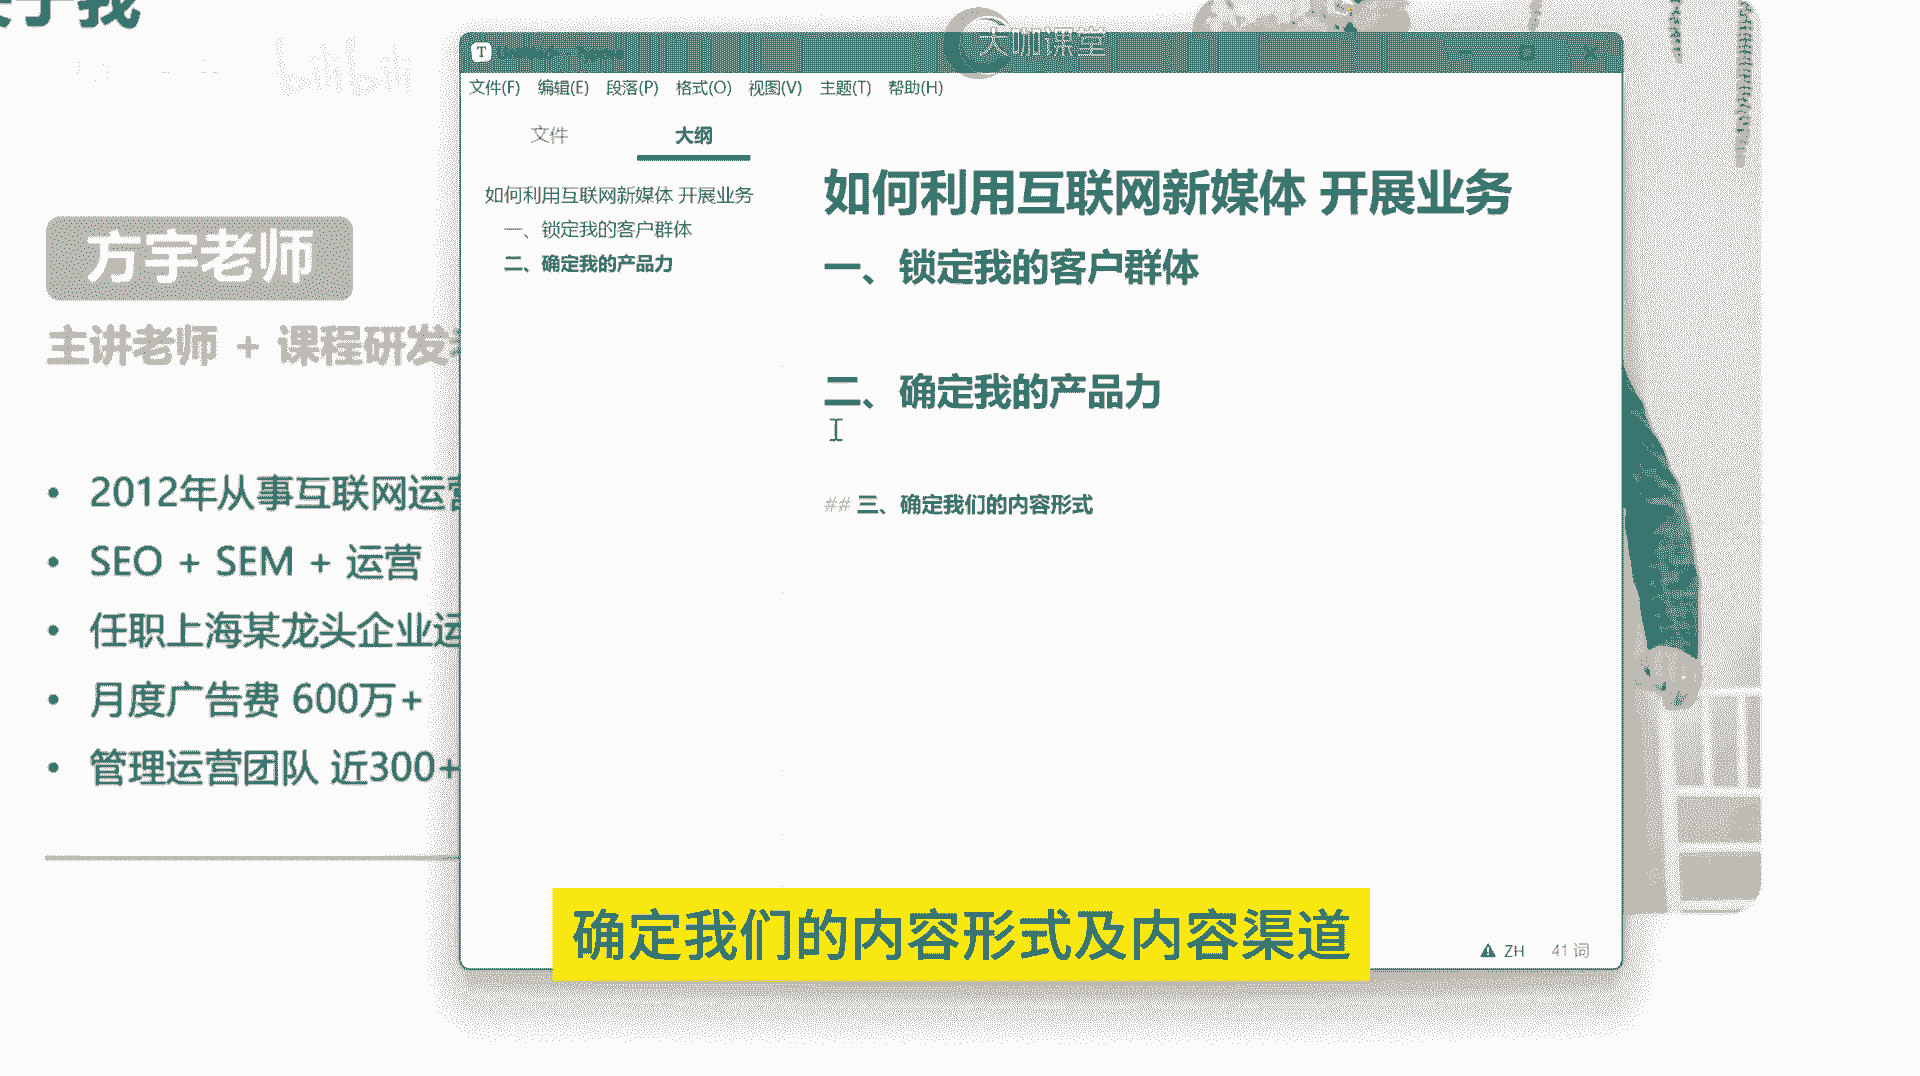 大咖课堂
bilibili
文件(F) 编辑(E) 段落(P) 格式(O) 视图(V) 主题(T) 帮助(H)
文件 大纲
如何利用互联网新媒体 开展业务
一、锁定我的客户群体
二、确定我的产品力
如何利用互联网新媒体 开展业务
一、锁定我的客户群体
二、确定我的产品力
## 三、确定我们的内容形式
方宇老师
主讲老师 + 课程研发
• 2012年从事互联网运营
• SEO + SEM + 运营
• 任职上海某龙头企业运
• 月度广告费 600万+
• 管理运营团队 近300+
确定我们的内容形式及内容渠道
ZH 41 词